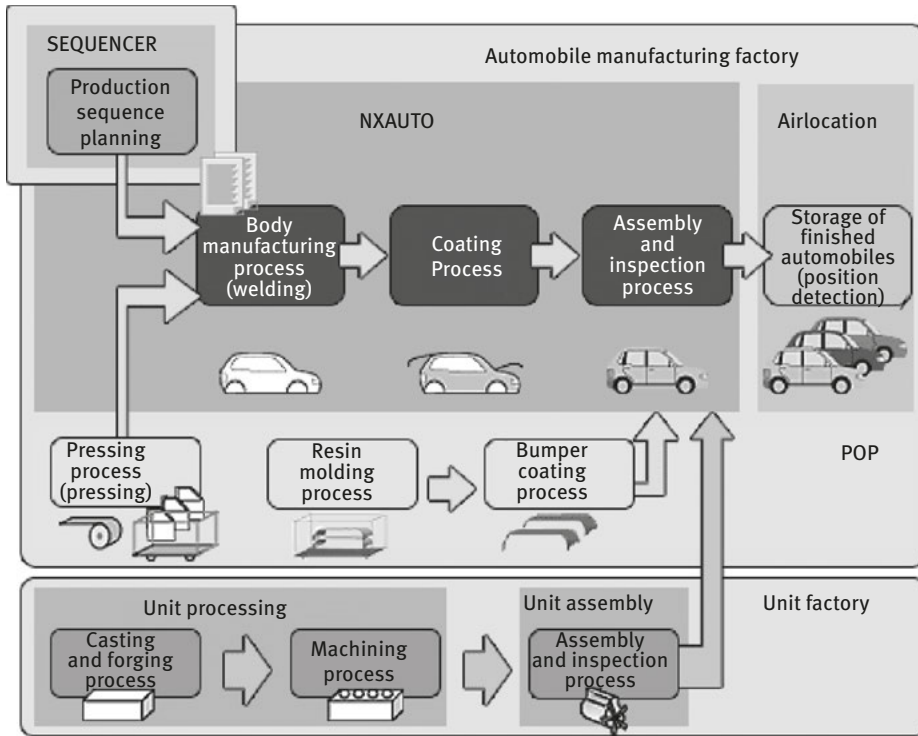 SEQUENCER
Production
sequence
planning
Automobile manufacturing factory
NXAUTO
Airlocation
Body
manufacturing
process
(welding)
Coating
Process
Assembly
and
inspection
process
Storage of
finished
automobiles
(position
detection)
Pressing
process
(pressing)
Resin
molding
process
Bumper
coating
process
POP
Unit processing
Unit assembly
Unit factory
Casting
and forging
process
Machining
process
Assembly
and inspection
process